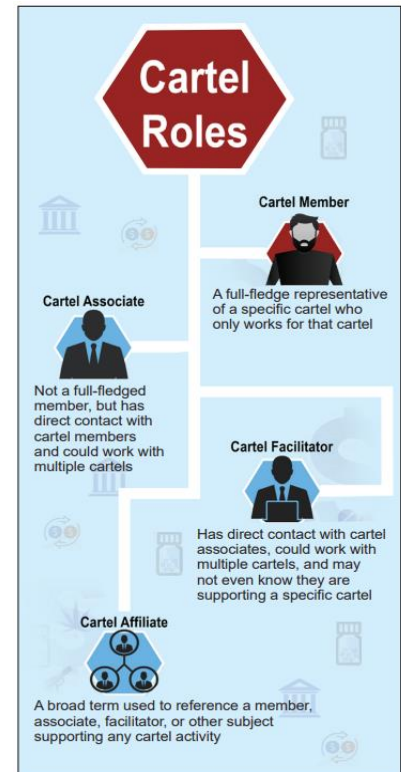 Cartel
Roles
Cartel Member
A full-fledge representative
of a specific cartel who
only works for that cartel
Cartel Associate
Not a full-fledged
member, but has
direct contact with
cartel members
and could work with
multiple cartels
Cartel Facilitator
Has direct contact with cartel
associates, could work with
multiple cartels, and may
not even know they are
supporting a specific cartel
Cartel Affiliate
A broad term used to reference a member,
associate, facilitator, or other subject
supporting any cartel activity